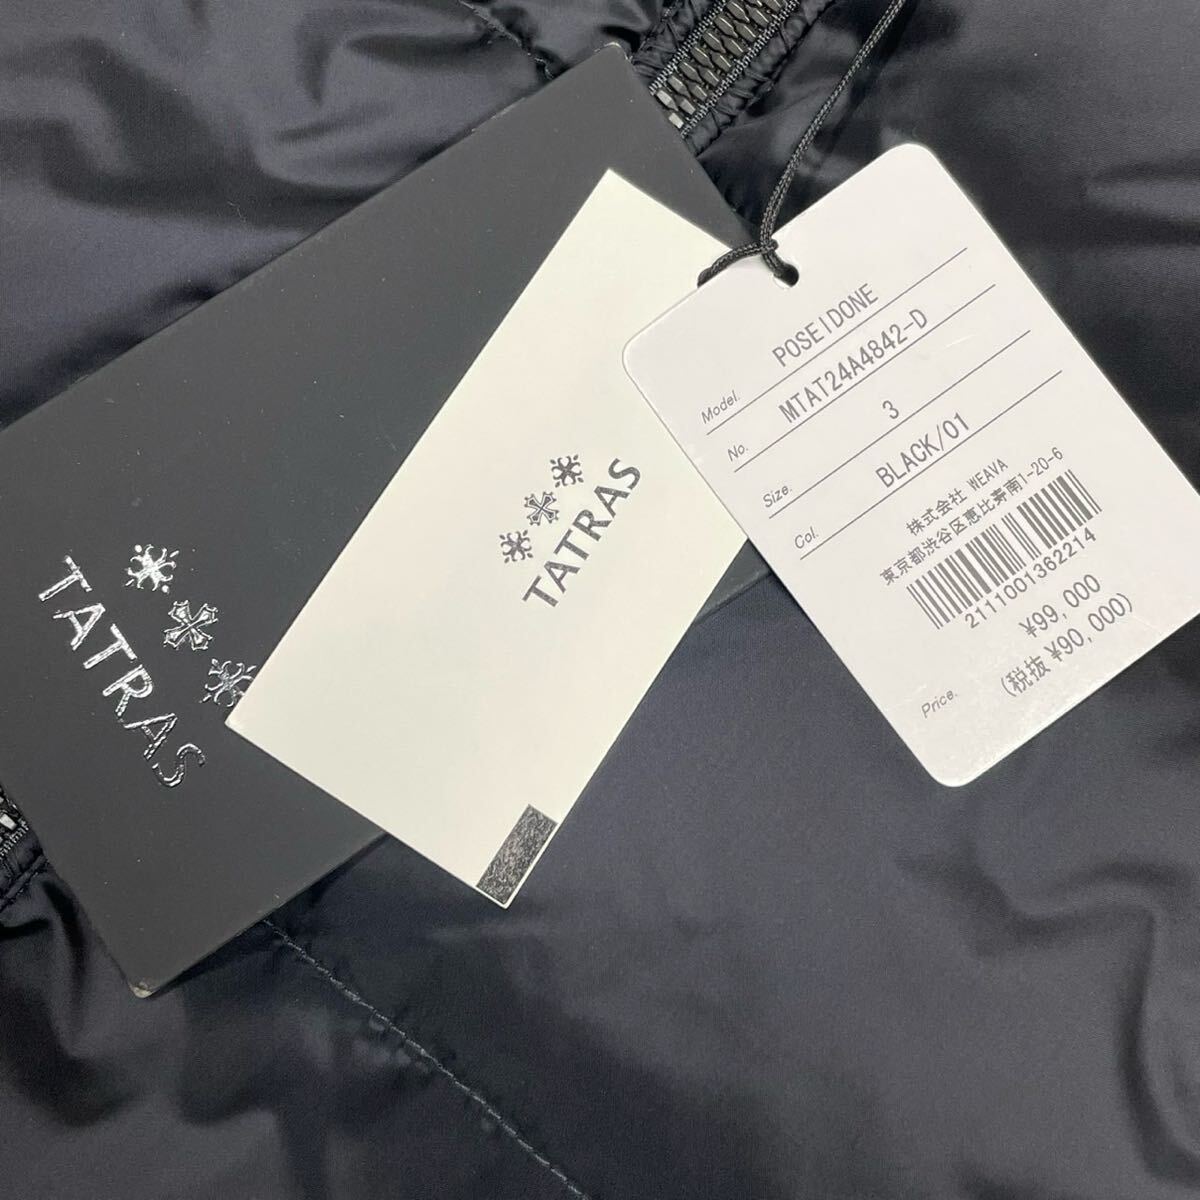 TATRAS
TATRAS
Model. POSEIDONE
No. MTAT24A4842-D
Size. 3
Col. BLACK/01
株式会社 WEAVA
東京都渋谷区恵比寿南1-20-6
2111001362214
Price. ¥99,000
(税抜 ¥90,000)